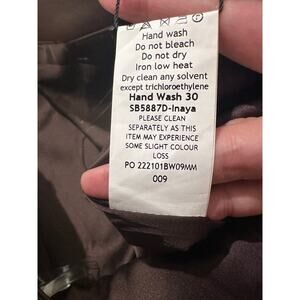 Hand wash
Do not bleach
Do not dry
Iron low heat
Dry clean any solvent
except trichloroethylene
Hand Wash 30
SB5887D-Inaya
PLEASE CLEAN
SEPARATELY AS THIS
ITEM MAY EXPERIENCE
SOME SLIGHT COLOUR
LOSS
PO 222101BW09MM
009